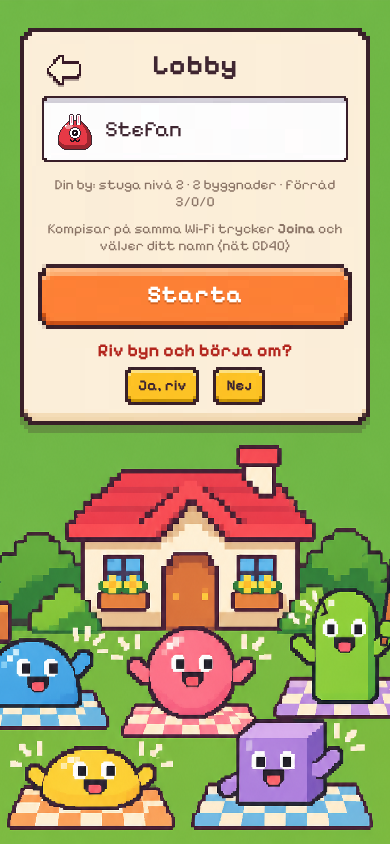 Lobby
Stefan
Din by: stuga nivå 2 · 2 byggnader · Förråd
3/0/0
Kompisar på samma Wi-Fi trycker Joina och
väljer ditt namn (nät CD40)
Starta
Riv byn och börja om?
Ja, riv
Nej